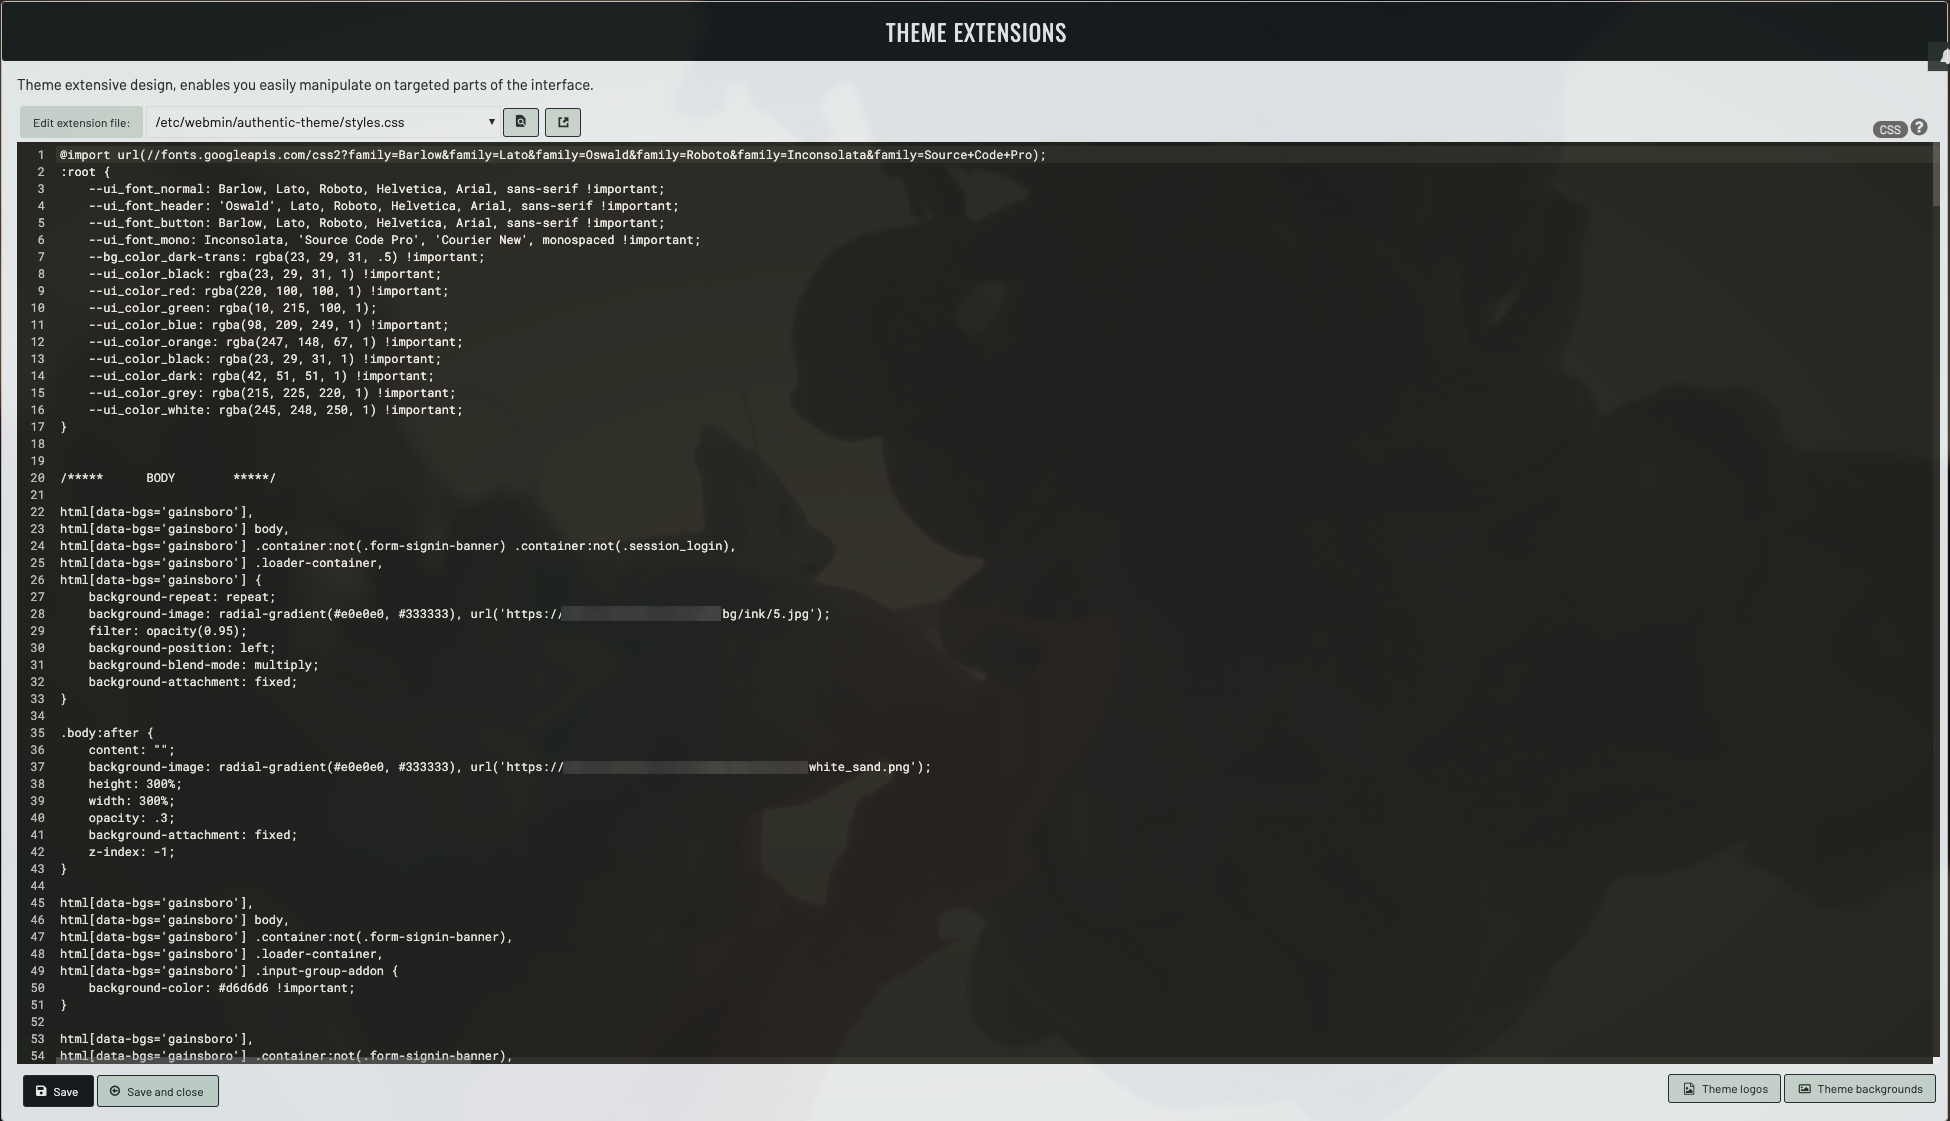 THEME EXTENSIONS
Theme extensive design, enables you easily manipulate on targeted parts of the interface.
Edit extension file: /etc/webmin/authentic-theme/styles.css
CSS ?
1 @import url(//fonts.googleapis.com/css2?family=Barlow&family=Lato&family=Oswald&family=Roboto&family=Inconsolata&family=Source+Code+Pro);
2 :root {
3 --ui_font_normal: Barlow, Lato, Roboto, Helvetica, Arial, sans-serif !important;
4 --ui_font_header: 'Oswald', Lato, Roboto, Helvetica, Arial, sans-serif !important;
5 --ui_font_button: Barlow, Lato, Roboto, Helvetica, Arial, sans-serif !important;
6 --ui_font_mono: Inconsolata, 'Source Code Pro', 'Courier New', monospaced !important;
7 --bg_color_dark-trans: rgba(23, 29, 31, .5) !important;
8 --ui_color_black: rgba(23, 29, 31, 1) !important;
9 --ui_color_red: rgba(220, 100, 100, 1) !important;
10 --ui_color_green: rgba(10, 215, 100, 1);
11 --ui_color_blue: rgba(98, 209, 249, 1) !important;
12 --ui_color_orange: rgba(247, 148, 67, 1) !important;
13 --ui_color_black: rgba(23, 29, 31, 1) !important;
14 --ui_color_dark: rgba(42, 51, 51, 1) !important;
15 --ui_color_grey: rgba(215, 225, 220, 1) !important;
16 --ui_color_white: rgba(245, 248, 250, 1) !important;
17 }
18
19
20 /***** BODY *****/
21
22 html[data-bgs='gainsboro'],
23 html[data-bgs='gainsboro'] body,
24 html[data-bgs='gainsboro'] .container:not(.form-signin-banner) .container:not(.session_login),
25 html[data-bgs='gainsboro'] .loader-container,
26 html[data-bgs='gainsboro'] {
27 background-repeat: repeat;
28 background-image: radial-gradient(#e0e0e0, #333333), url('https:// bg/ink/5.jpg');
29 filter: opacity(0.95);
30 background-position: left;
31 background-blend-mode: multiply;
32 background-attachment: fixed;
33 }
34
35 .body:after {
36 content: "";
37 background-image: radial-gradient(#e0e0e0, #333333), url('https:// white_sand.png');
38 height: 300%;
39 width: 300%;
40 opacity: .3;
41 background-attachment: fixed;
42 z-index: -1;
43 }
44
45 html[data-bgs='gainsboro'],
46 html[data-bgs='gainsboro'] body,
47 html[data-bgs='gainsboro'] .container:not(.form-signin-banner),
48 html[data-bgs='gainsboro'] .loader-container,
49 html[data-bgs='gainsboro'] .input-group-addon {
50 background-color: #d6d6d6 !important;
51 }
52
53 html[data-bgs='gainsboro'],
54 html[data-bgs='gainsboro'] .container:not(.form-signin-banner),
Save Save and close Theme logos Theme backgrounds